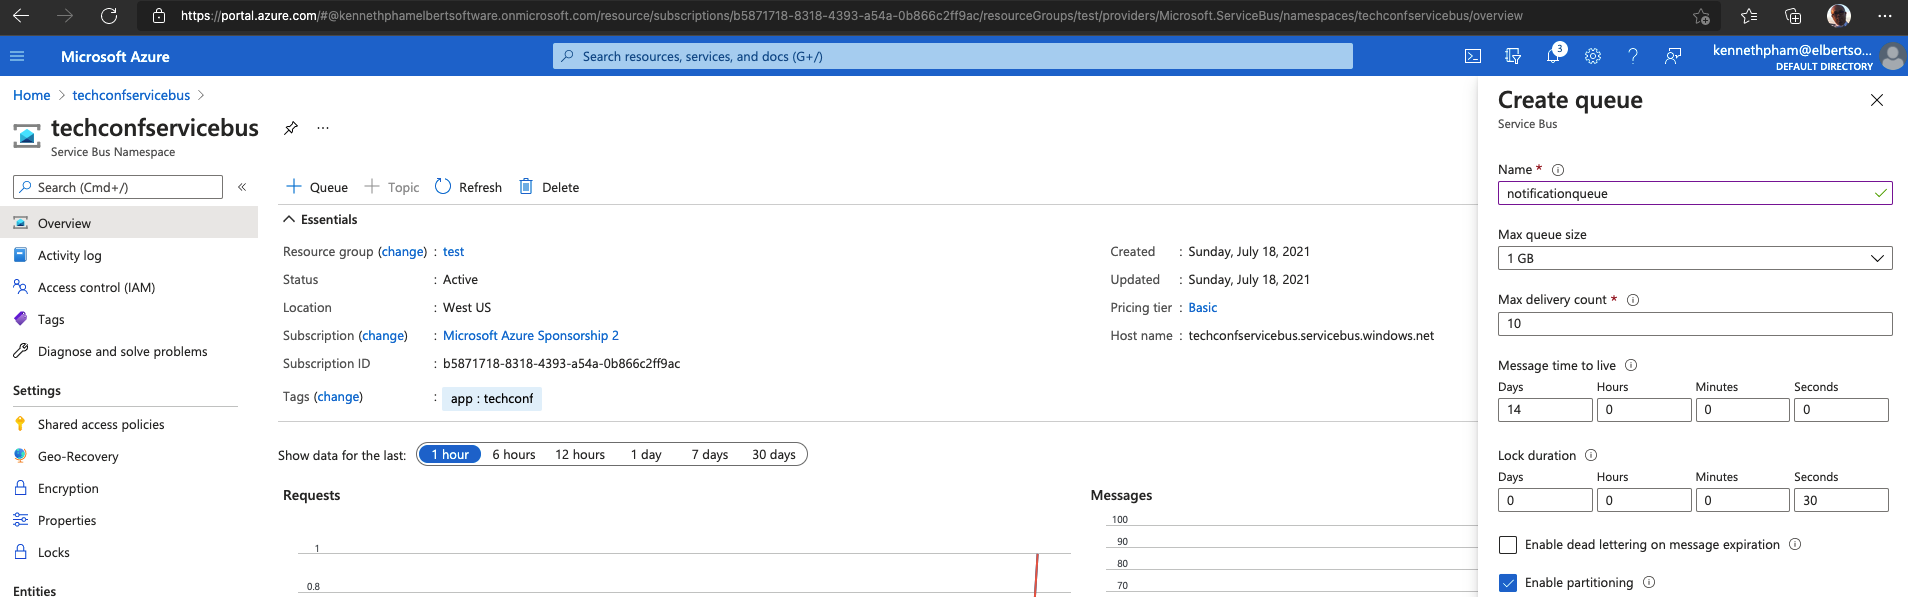 https://portal.azure.com/#@kennethphamelbertsoftware.onmicrosoft.com/resource/subscriptions/b5871718-8318-4393-a54a-0b866c2ff9ac/resourceGroups/test/providers/Microsoft.ServiceBus/namespaces/techconfservicebus/overview
Microsoft Azure
Search resources, services, and docs (G+/)
3
kennethpham@elbertso...
DEFAULT DIRECTORY
Home > techconfservicebus >
techconfservicebus
Service Bus Namespace
Search (Cmd+/)
Overview
Activity log
Access control (IAM)
Tags
Diagnose and solve problems
Settings
Shared access policies
Geo-Recovery
Encryption
Properties
Locks
Entities
Queue Topic Refresh Delete
Essentials
Resource group (change) : test
Status : Active
Location : West US
Subscription (change) : Microsoft Azure Sponsorship 2
Subscription ID : b5871718-8318-4393-a54a-0b866c2ff9ac
Tags (change) : app : techconf
Created : Sunday, July 18, 2021
Updated : Sunday, July 18, 2021
Pricing tier : Basic
Host name : techconfservicebus.servicebus.windows.net
Show data for the last: 1 hour 6 hours 12 hours 1 day 7 days 30 days
Requests
1
0.8
Messages
100
90
80
70
Create queue
Service Bus
Name *
notificationqueue
Max queue size
1 GB
Max delivery count *
10
Message time to live
Days Hours Minutes Seconds
14 0 0 0
Lock duration
Days Hours Minutes Seconds
0 0 0 30
Enable dead lettering on message expiration
Enable partitioning